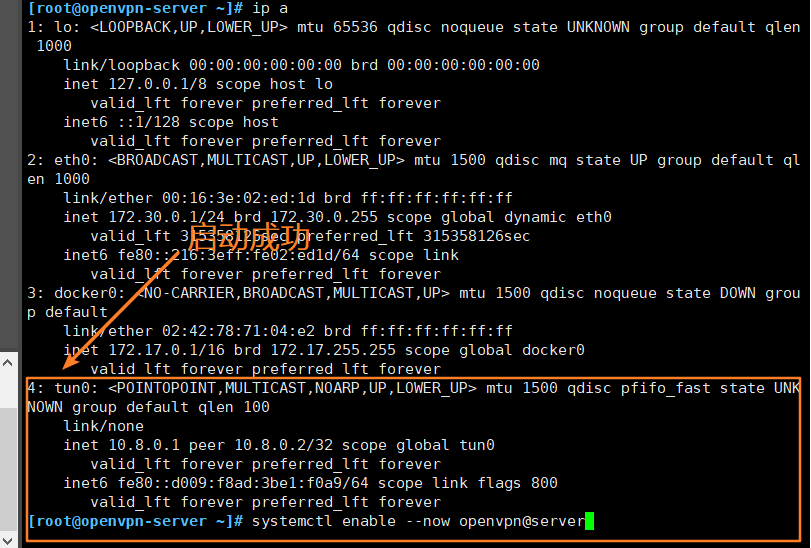 [root@openvpn-server ~]# ip a
1: lo: <LOOPBACK,UP,LOWER_UP> mtu 65536 qdisc noqueue state UNKNOWN group default qlen
 1000
    link/loopback 00:00:00:00:00:00 brd 00:00:00:00:00:00
    inet 127.0.0.1/8 scope host lo
       valid_lft forever preferred_lft forever
    inet6 ::1/128 scope host
       valid_lft forever preferred_lft forever
2: eth0: <BROADCAST,MULTICAST,UP,LOWER_UP> mtu 1500 qdisc mq state UP group default ql
en 1000
    link/ether 00:16:3e:02:ed:1d brd ff:ff:ff:ff:ff:ff
    inet 172.30.0.1/24 brd 172.30.0.255 scope global dynamic eth0
       valid_lft 315358126sec preferred_lft 315358126sec
启动成功
    inet6 fe80::216:3eff:fe02:ed1d/64 scope link
       valid_lft forever preferred_lft forever
3: docker0: <NO-CARRIER,BROADCAST,MULTICAST,UP> mtu 1500 qdisc noqueue state DOWN grou
p default
    link/ether 02:42:78:71:04:e2 brd ff:ff:ff:ff:ff:ff
    inet 172.17.0.1/16 brd 172.17.255.255 scope global docker0
       valid_lft forever preferred_lft forever
4: tun0: <POINTOPOINT,MULTICAST,NOARP,UP,LOWER_UP> mtu 1500 qdisc pfifo_fast state UNK
NOWN group default qlen 100
    link/none
    inet 10.8.0.1 peer 10.8.0.2/32 scope global tun0
       valid_lft forever preferred_lft forever
    inet6 fe80::d009:f8ad:3be1:f0a9/64 scope link flags 800
       valid_lft forever preferred_lft forever
[root@openvpn-server ~]# systemctl enable --now openvpn@server